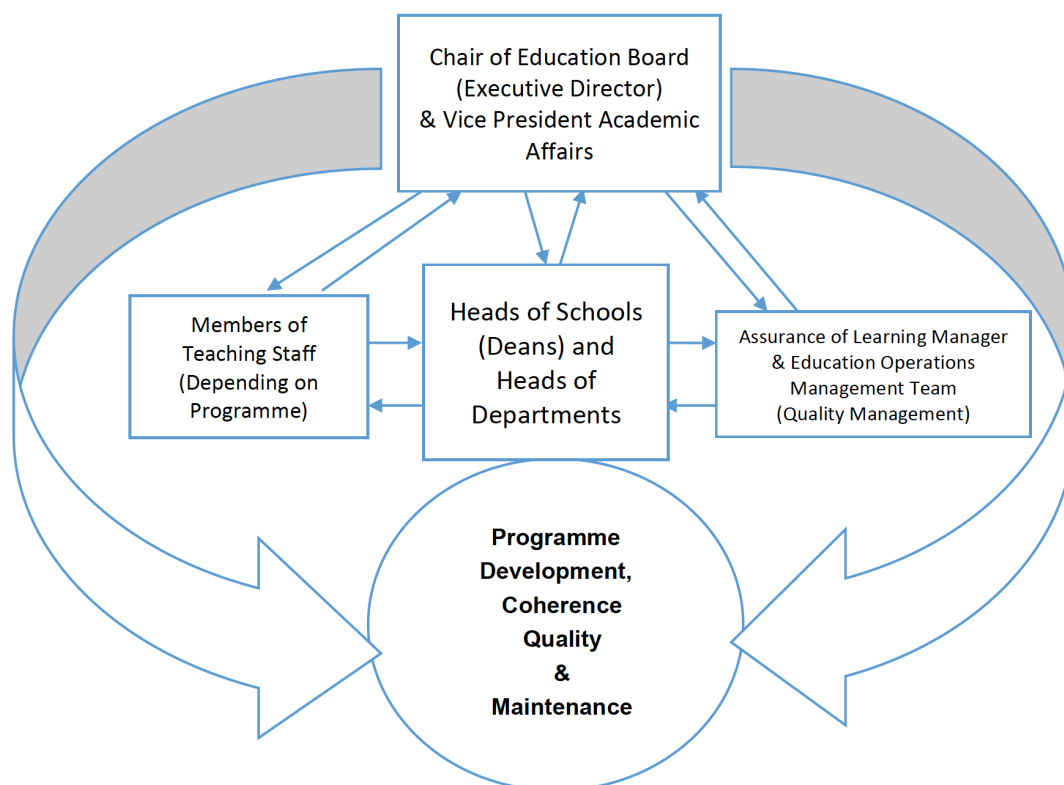 Chair of Education Board
(Executive Director)
& Vice President Academic
Affairs
Members of
Teaching Staff
(Depending on
Programme)
Heads of Schools
(Deans) and
Heads of
Departments
Assurance of Learning Manager
& Education Operations
Management Team
(Quality Management)
Programme
Development,
Coherence
Quality
&
Maintenance